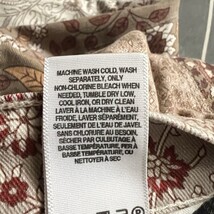 MACHINE WASH COLD, WASH
SEPARATELY, ONLY
NON-CHLORINE BLEACH WHEN
NEEDED, TUMBLE DRY LOW,
COOL IRON, OR DRY CLEAN
LAVER À LA MACHINE À L'EAU
FROIDE, LAVER SÉPARÉMENT,
SEULEMENT DE L'EAU DE JAVEL
SANS CHLORURE AU BESOIN,
SÉCHER PAR CULBUTAGE À
BASSE TEMPÉRATURE, FER À
BASSE TEMPÉRATURE, OU
NETTOYER À SEC